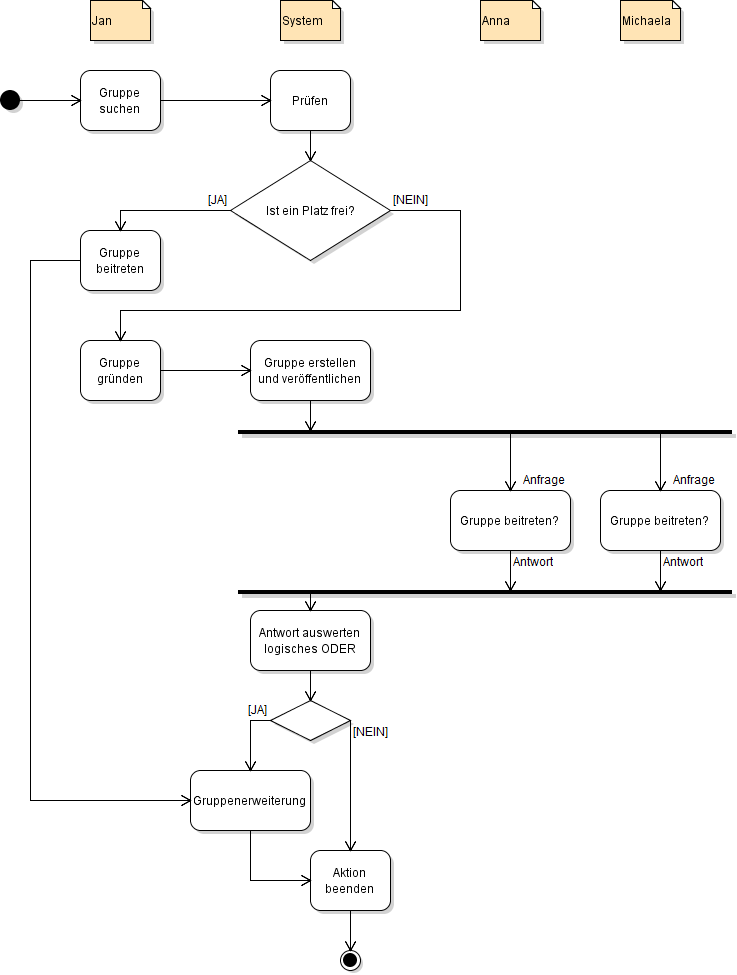 Jan
System
Anna
Michaela
Gruppe
suchen
Prüfen
[JA]
Ist ein Platz frei?
[NEIN]
Gruppe
beitreten
Gruppe
gründen
Gruppe erstellen
und veröffentlichen
Anfrage
Anfrage
Gruppe beitreten?
Gruppe beitreten?
Antwort
Antwort
Antwort auswerten
logisches ODER
[JA]
[NEIN]
Gruppenerweiterung
Aktion
beenden